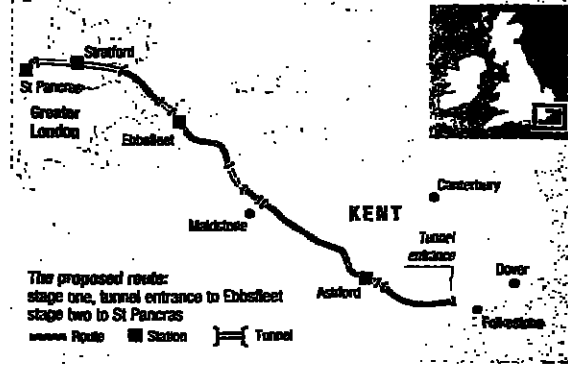 Stratford
St Pancras
Greater
London
Ebbsfleet
Canterbury
KENT
Maidstone
Tunnel
entrance
Dover
Ashford
Folkestone
The proposed route:
stage one, tunnel entrance to Ebbsfleet
stage two to St Pancras
Route Station Tunnel